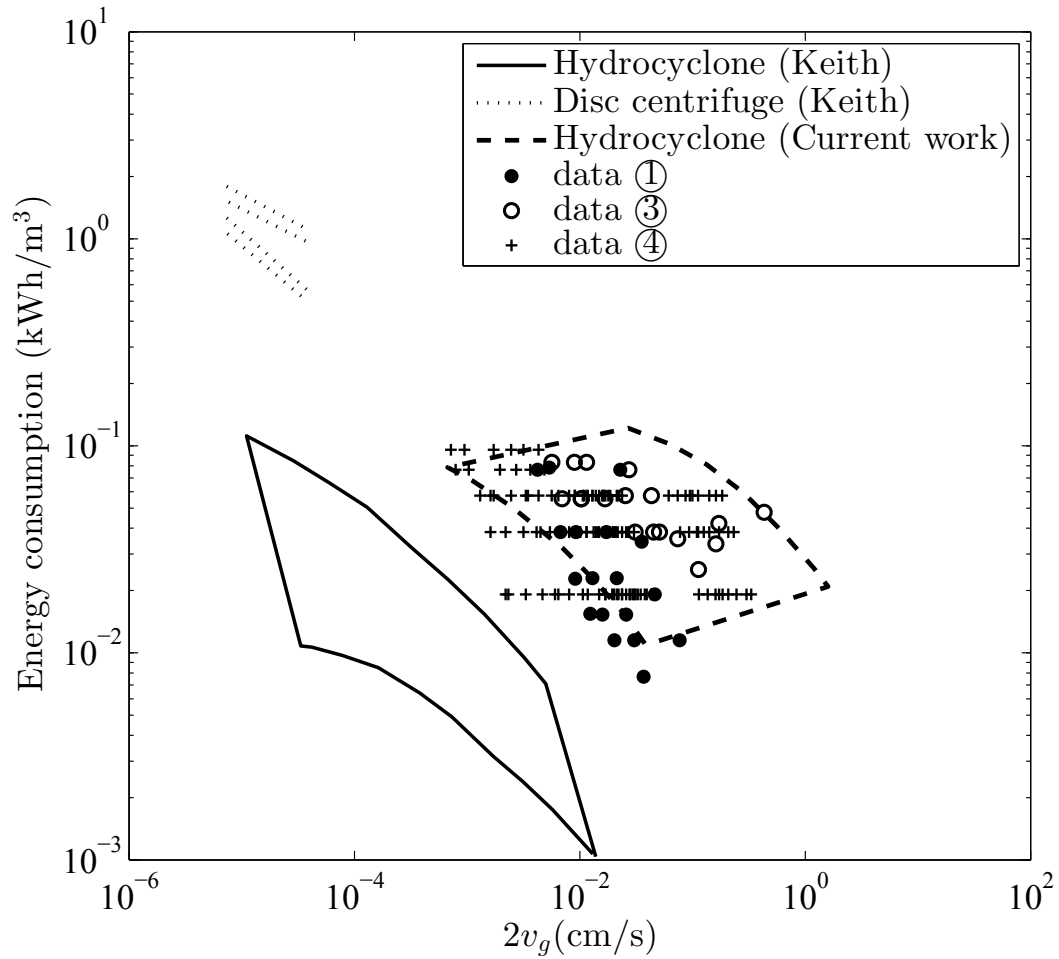 Energy consumption (kWh/m³)
10¹
10⁰
10⁻¹
10⁻²
10⁻³
Hydrocyclone (Keith)
Disc centrifuge (Keith)
Hydrocyclone (Current work)
data ①
data ③
data ④
10⁻⁶ 10⁻⁴ 10⁻² 10⁰ 10²
2v_g(cm/s)